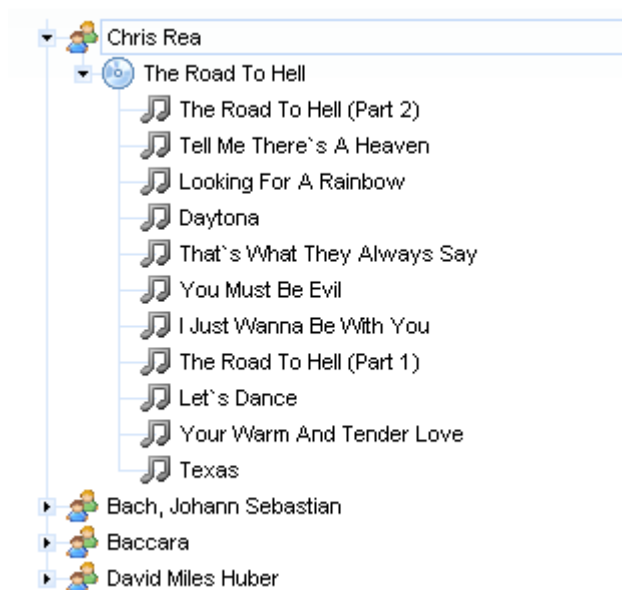 Chris Rea
The Road To Hell
The Road To Hell (Part 2)
Tell Me There`s A Heaven
Looking For A Rainbow
Daytona
That`s What They Always Say
You Must Be Evil
I Just Wanna Be With You
The Road To Hell (Part 1)
Let`s Dance
Your Warm And Tender Love
Texas
Bach, Johann Sebastian
Baccara
David Miles Huber